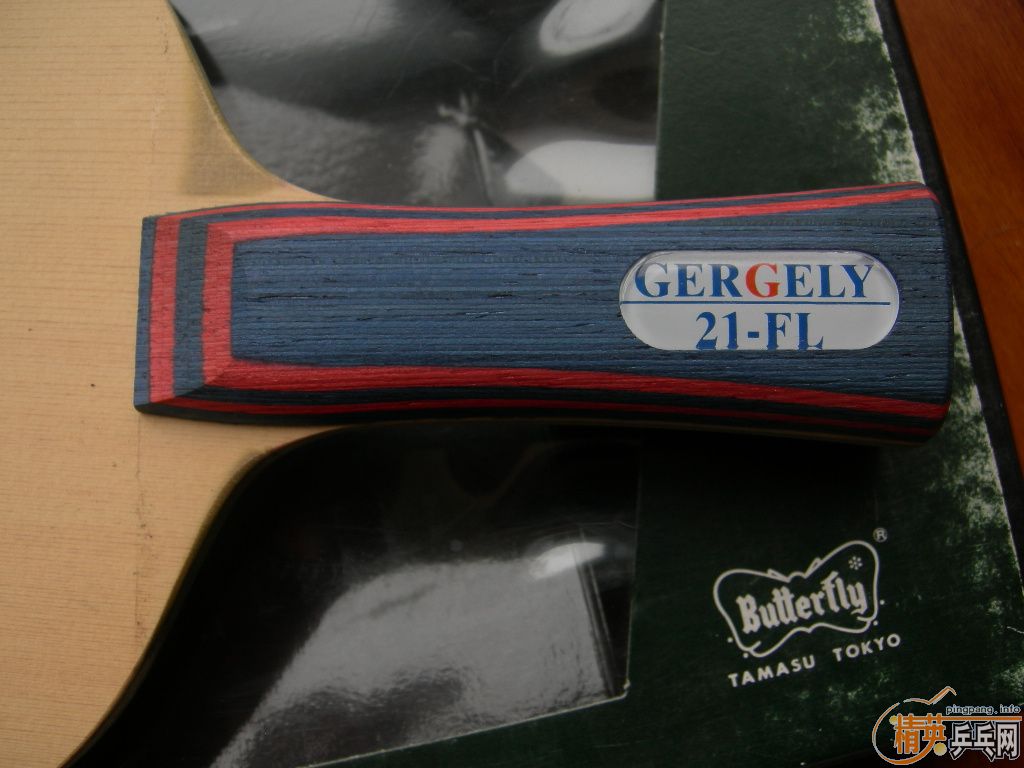 GERGELY
21-FL
Butterfly*®
TAMASU TOKYO
pingpang.info
精英乒乓网